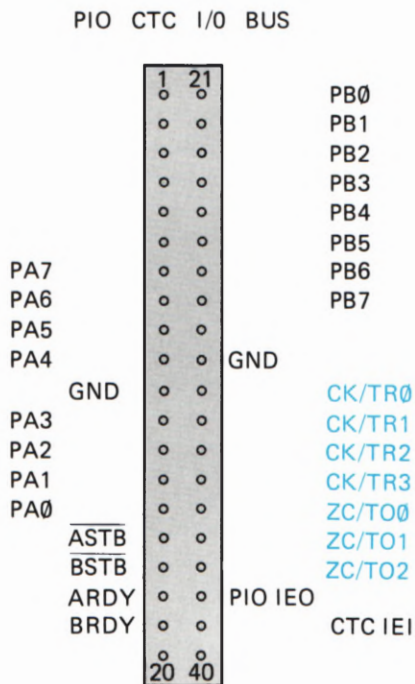 PIO CTC I/0 BUS
1 21
PBØ
PB1
PB2
PB3
PB4
PB5
PA7 PB6
PA6 PB7
PA5
PA4 GND
GND CK/TRØ
PA3 CK/TR1
PA2 CK/TR2
PA1 CK/TR3
PAØ ZC/TOØ
ASTB ZC/TO1
BSTB ZC/TO2
ARDY PIO IEO
BRDY CTC IEI
20 40